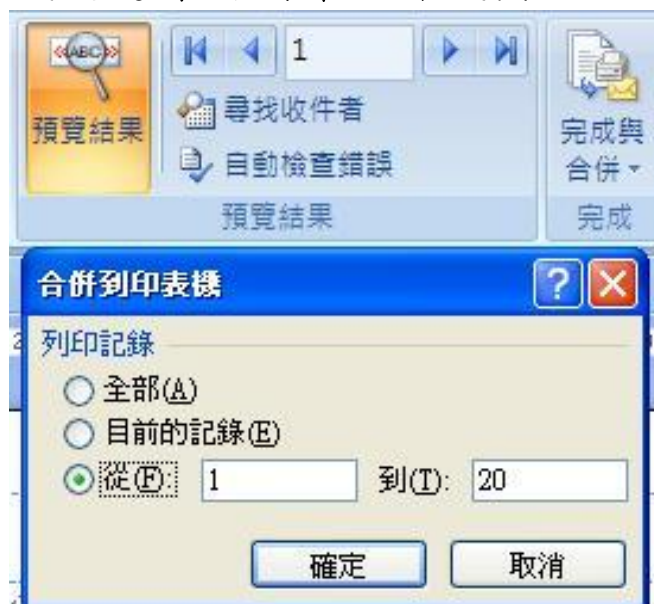 «ABC»
1
預覽結果
尋找收件者
自動檢查錯誤
預覽結果
完成與
合併
完成
合併到印表機
列印記錄
全部(A)
目前的記錄(E)
從(F): 1 到(T): 20
確定 取消